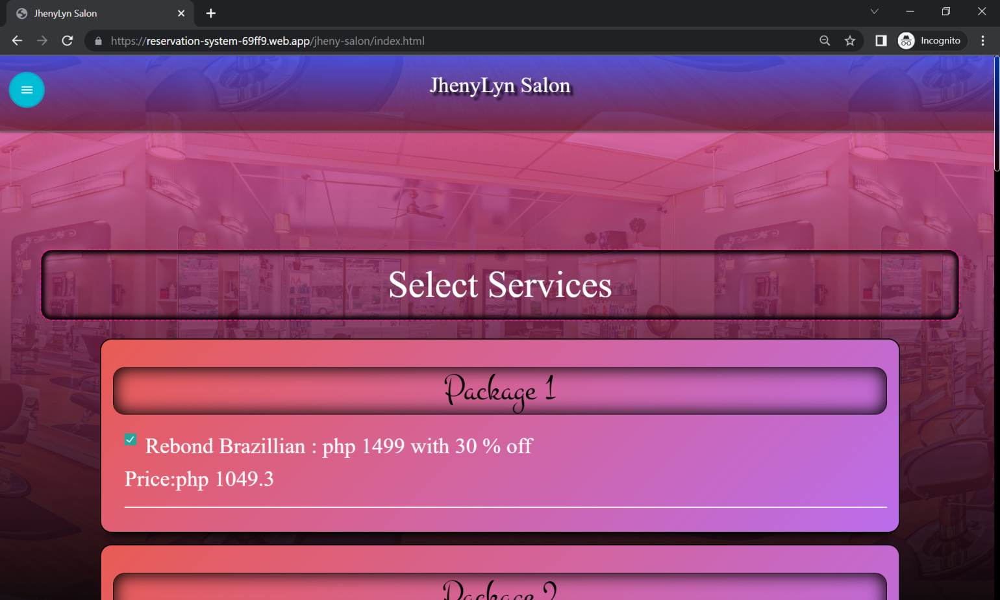 JhenyLyn Salon
https://reservation-system-69ff9.web.app/jheny-salon/index.html
Incognito
JhenyLyn Salon
Select Services
Package 1
Rebond Brazillian : php 1499 with 30 % off
Price:php 1049.3
Package 2